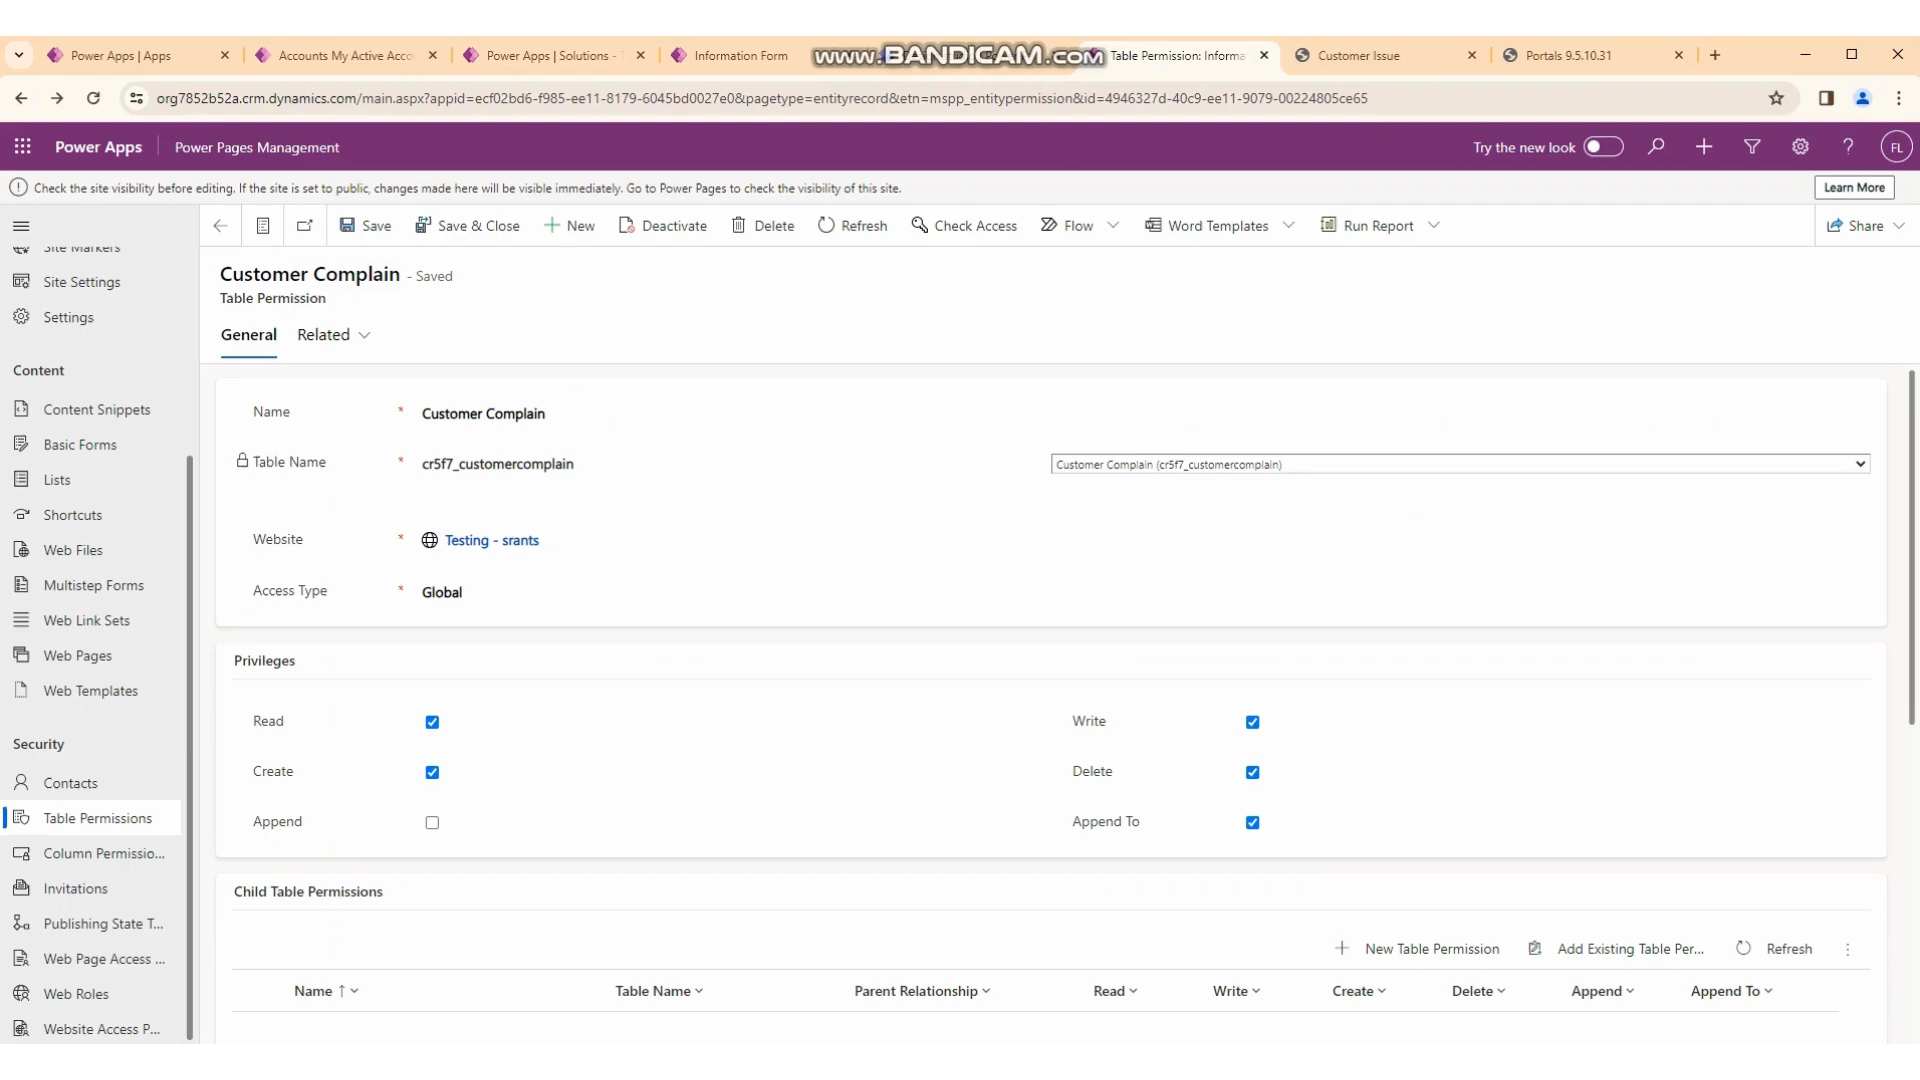 Power Apps | Apps
Accounts My Active Acco
Power Apps | Solutions -
Information Form
www.BANDICAM.com
Table Permission: Informa
Customer Issue
Portals 9.5.10.31
org7852b52a.crm.dynamics.com/main.aspx?appid=ecf02bd6-f985-ee11-8179-6045bd0027e0&pagetype=entityrecord&etn=mspp_entitypermission&id=4946327d-40c9-ee11-9079-00224805ce65
Power Apps
Power Pages Management
Try the new look
FL
Check the site visibility before editing. If the site is set to public, changes made here will be visible immediately. Go to Power Pages to check the visibility of this site.
Learn More
Save
Save & Close
New
Deactivate
Delete
Refresh
Check Access
Flow
Word Templates
Run Report
Share
Site Markers
Site Settings
Settings
Content
Content Snippets
Basic Forms
Lists
Shortcuts
Web Files
Multistep Forms
Web Link Sets
Web Pages
Web Templates
Security
Contacts
Table Permissions
Column Permissio...
Invitations
Publishing State T...
Web Page Access ...
Web Roles
Website Access P...
Customer Complain - Saved
Table Permission
General
Related
Name * Customer Complain
Table Name * cr5f7_customercomplain
Customer Complain (cr5f7_customercomplain)
Website * Testing - srants
Access Type * Global
Privileges
Read
Write
Create
Delete
Append
Append To
Child Table Permissions
New Table Permission
Add Existing Table Per...
Refresh
Name ↑
Table Name
Parent Relationship
Read
Write
Create
Delete
Append
Append To